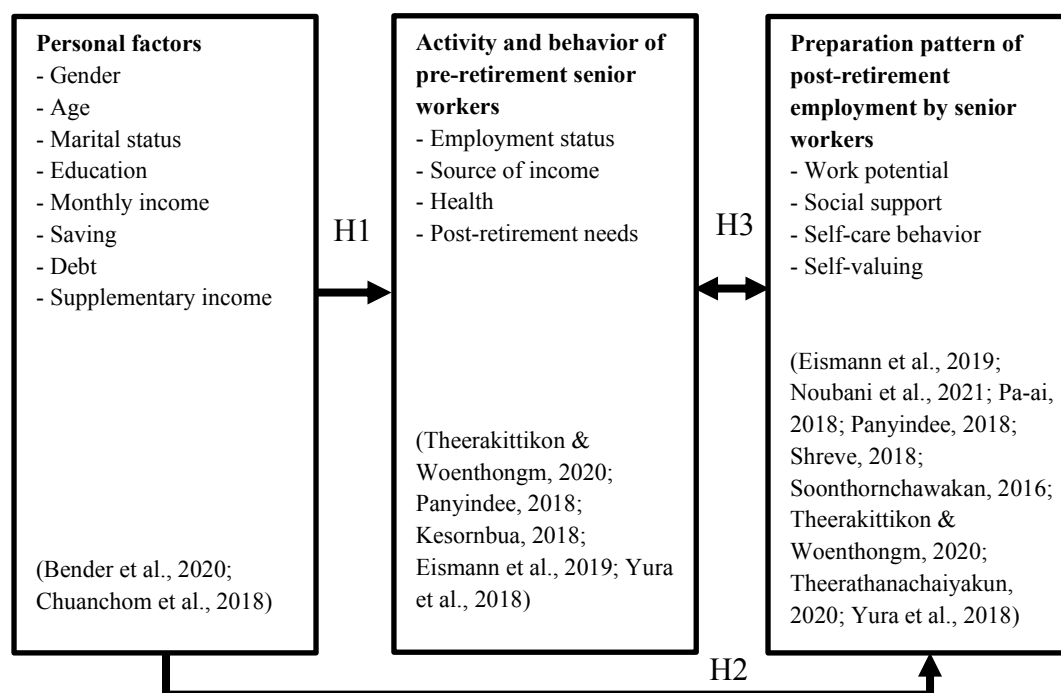 Personal factors
- Gender
- Age
- Marital status
- Education
- Monthly income
- Saving
- Debt
- Supplementary income
(Bender et al., 2020;
Chuanchom et al., 2018)
H1
Activity and behavior of
pre-retirement senior
workers
- Employment status
- Source of income
- Health
- Post-retirement needs
(Theerakittikon &
Woenthongm, 2020;
Panyindee, 2018;
Kesornbua, 2018;
Eismann et al., 2019; Yura
et al., 2018)
H3
Preparation pattern of
post-retirement
employment by senior
workers
- Work potential
- Social support
- Self-care behavior
- Self-valuing
(Eismann et al., 2019;
Noubani et al., 2021; Pa-ai,
2018; Panyindee, 2018;
Shreve, 2018;
Soonthornchawakan, 2016;
Theerakittikon &
Woenthongm, 2020;
Theerathanachaiyakun,
2020; Yura et al., 2018)
H2